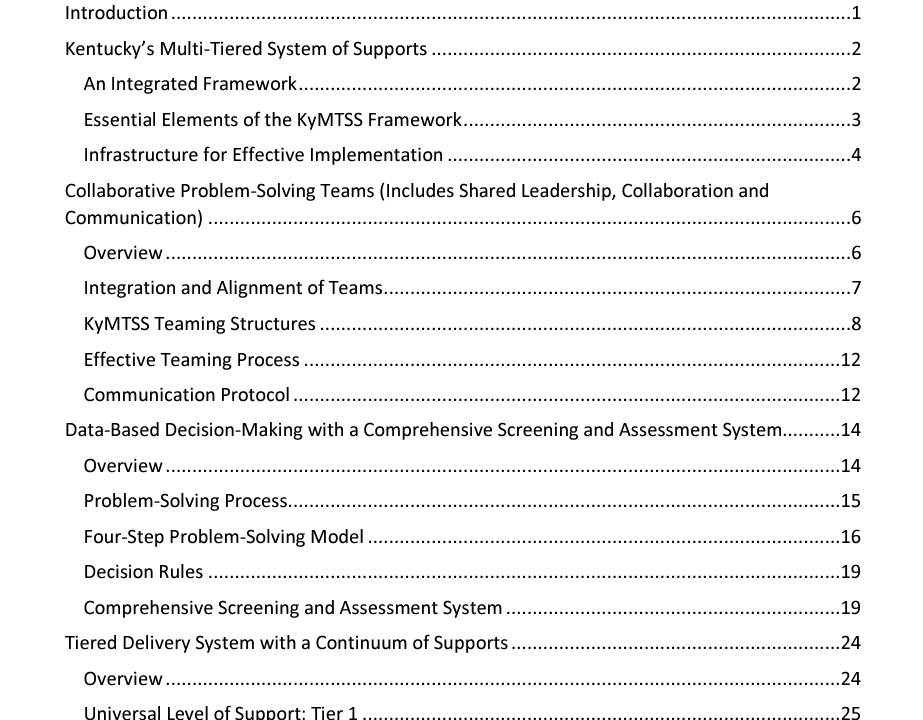 Introduction ........................................................................................................................................1
Kentucky’s Multi-Tiered System of Supports ................................................................................2
An Integrated Framework.........................................................................................................2
Essential Elements of the KyMTSS Framework.........................................................................3
Infrastructure for Effective Implementation ............................................................................4
Collaborative Problem-Solving Teams (Includes Shared Leadership, Collaboration and
Communication) ..........................................................................................................................6
Overview ..................................................................................................................................6
Integration and Alignment of Teams.........................................................................................7
KyMTSS Teaming Structures ....................................................................................................8
Effective Teaming Process ......................................................................................................12
Communication Protocol ........................................................................................................12
Data-Based Decision-Making with a Comprehensive Screening and Assessment System...........14
Overview ................................................................................................................................14
Problem-Solving Process.........................................................................................................15
Four-Step Problem-Solving Model ..........................................................................................16
Decision Rules ........................................................................................................................19
Comprehensive Screening and Assessment System ................................................................19
Tiered Delivery System with a Continuum of Supports ...............................................................24
Overview ................................................................................................................................24
Universal Level of Support: Tier 1 ...........................................................................................25